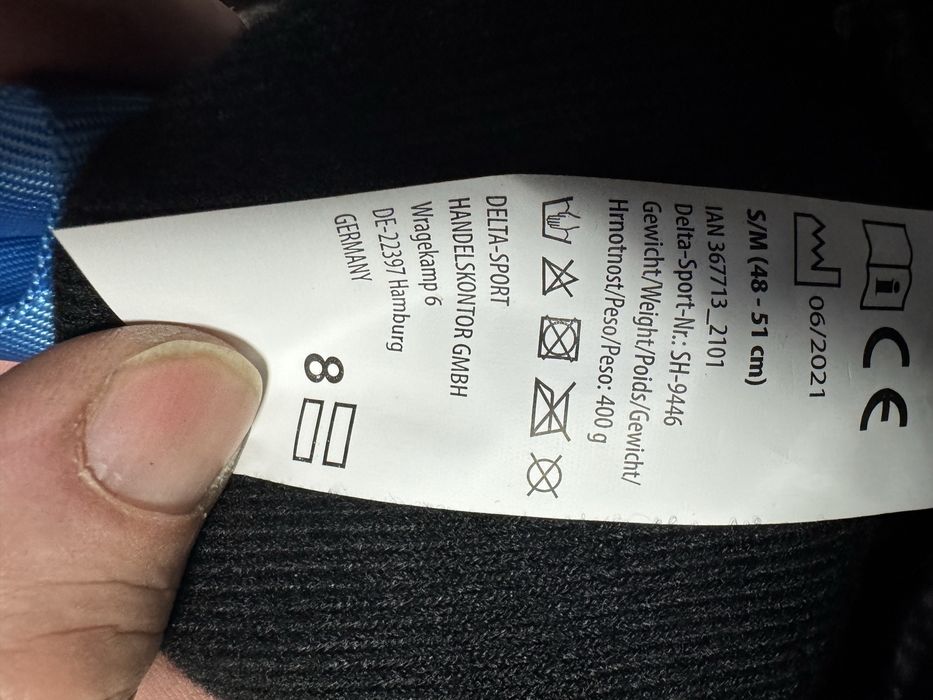 i CE
06/2021
S/M (48 - 51 cm)
IAN 367713_2101
Delta-Sport-Nr.: SH-9446
Gewicht/Weight/Poids/Gewicht/
Hmotnost/Peso/Peso: 400 g
DELTA-SPORT
HANDELSKONTOR GMBH
Wragekamp 6
DE-22397 Hamburg
GERMANY
8